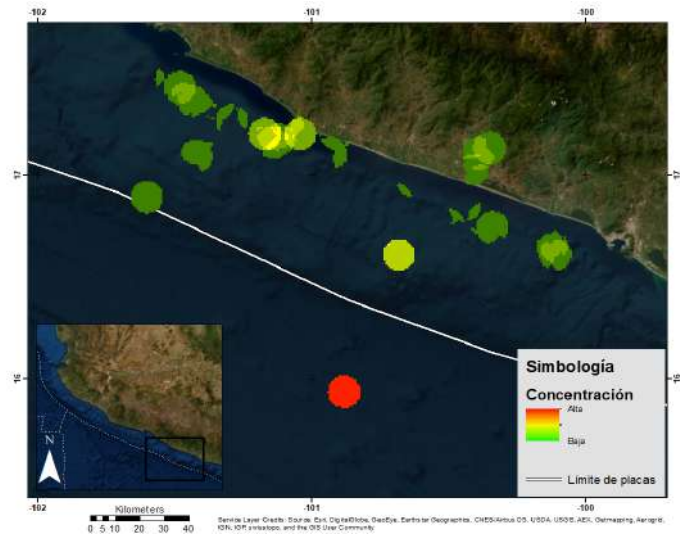 -102
-101
-100
17
17
16
16
Simbología
Concentración
Alta
Baja
Límite de placas
N
-102
-101
-100
Kilometers
0 5 10 20 30 40
Service Layer Credits: Source: Esri, DigitalGlobe, GeoEye, Earthstar Geographics, CNES/Airbus DS, USDA, USGS, AEX, Getmapping, Aerogrid,
IGN, IGP, swisstopo, and the GIS User Community